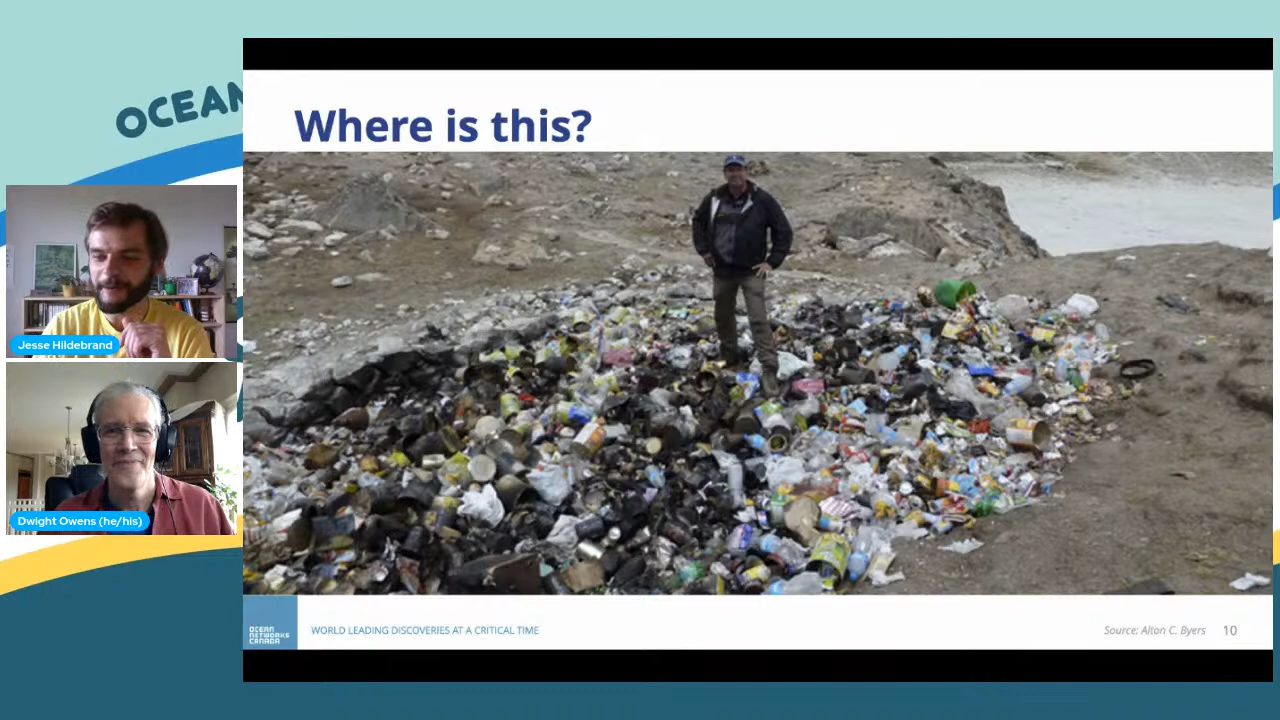 OCEAN
Where is this?
Jesse Hildebrand
Dwight Owens (he/his)
OCEAN
NETWORKS
CANADA
WORLD LEADING DISCOVERIES AT A CRITICAL TIME
Source: Alton C. Byers
10